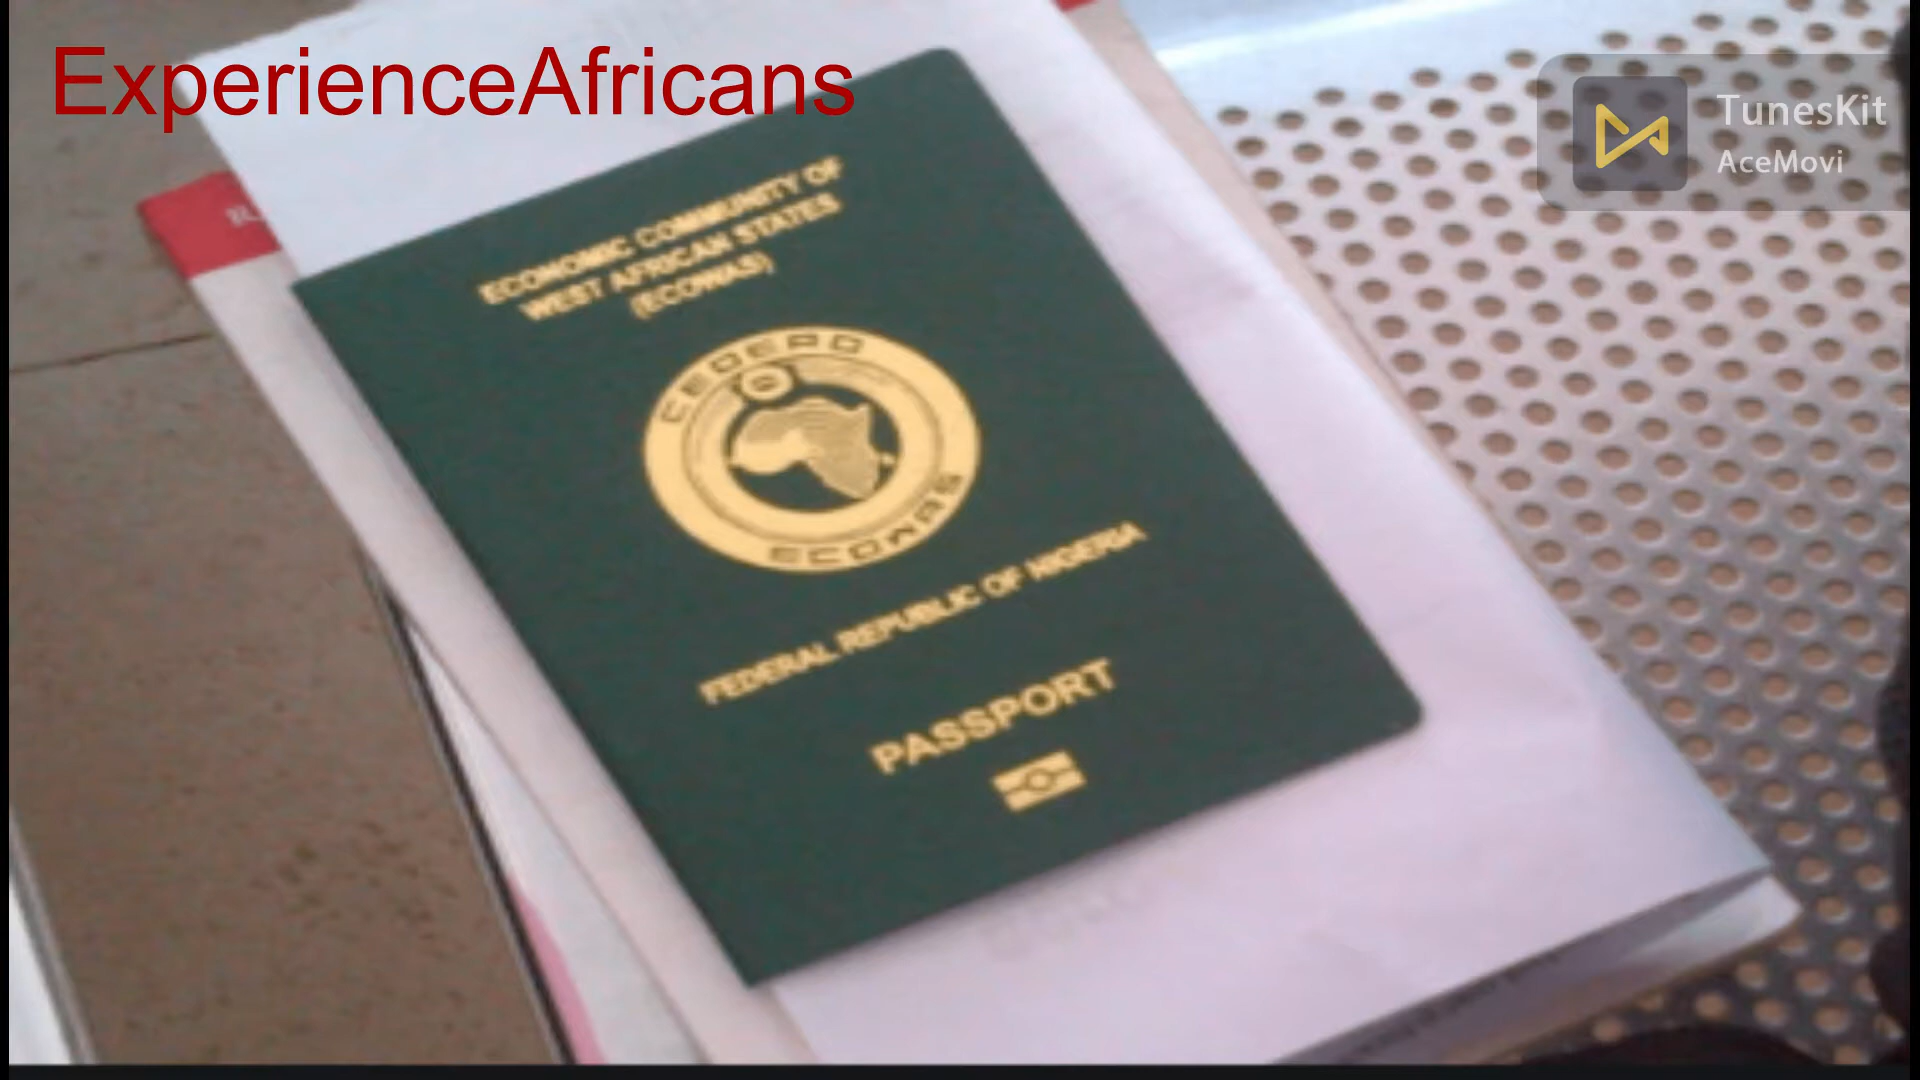 ExperienceAfricans
TunesKit
AceMovi
ECONOMIC COMMUNITY OF
WEST AFRICAN STATES
(ECOWAS)
CEDEAO
ECOWAS
FEDERAL REPUBLIC OF NIGERIA
PASSPORT